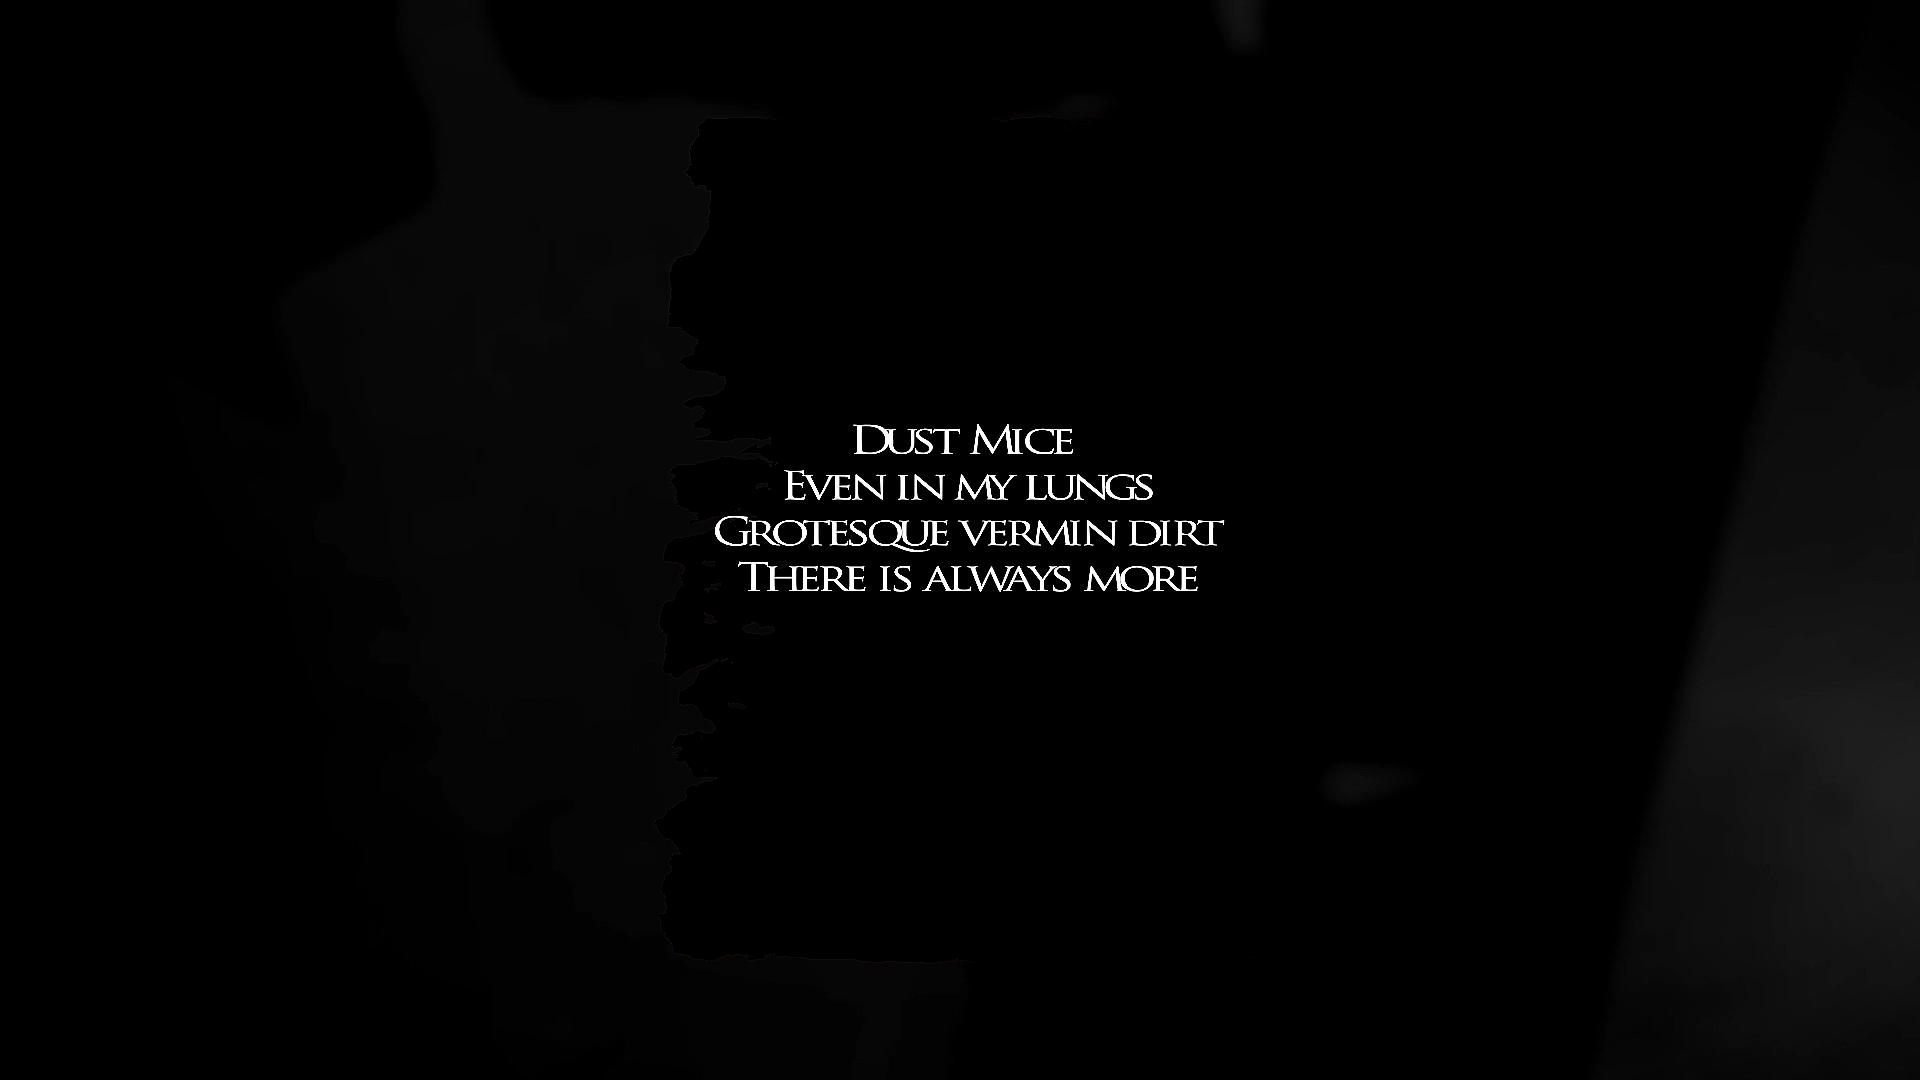 Dust Mice
Even in my lungs
Grotesque vermin dirt
There is always more